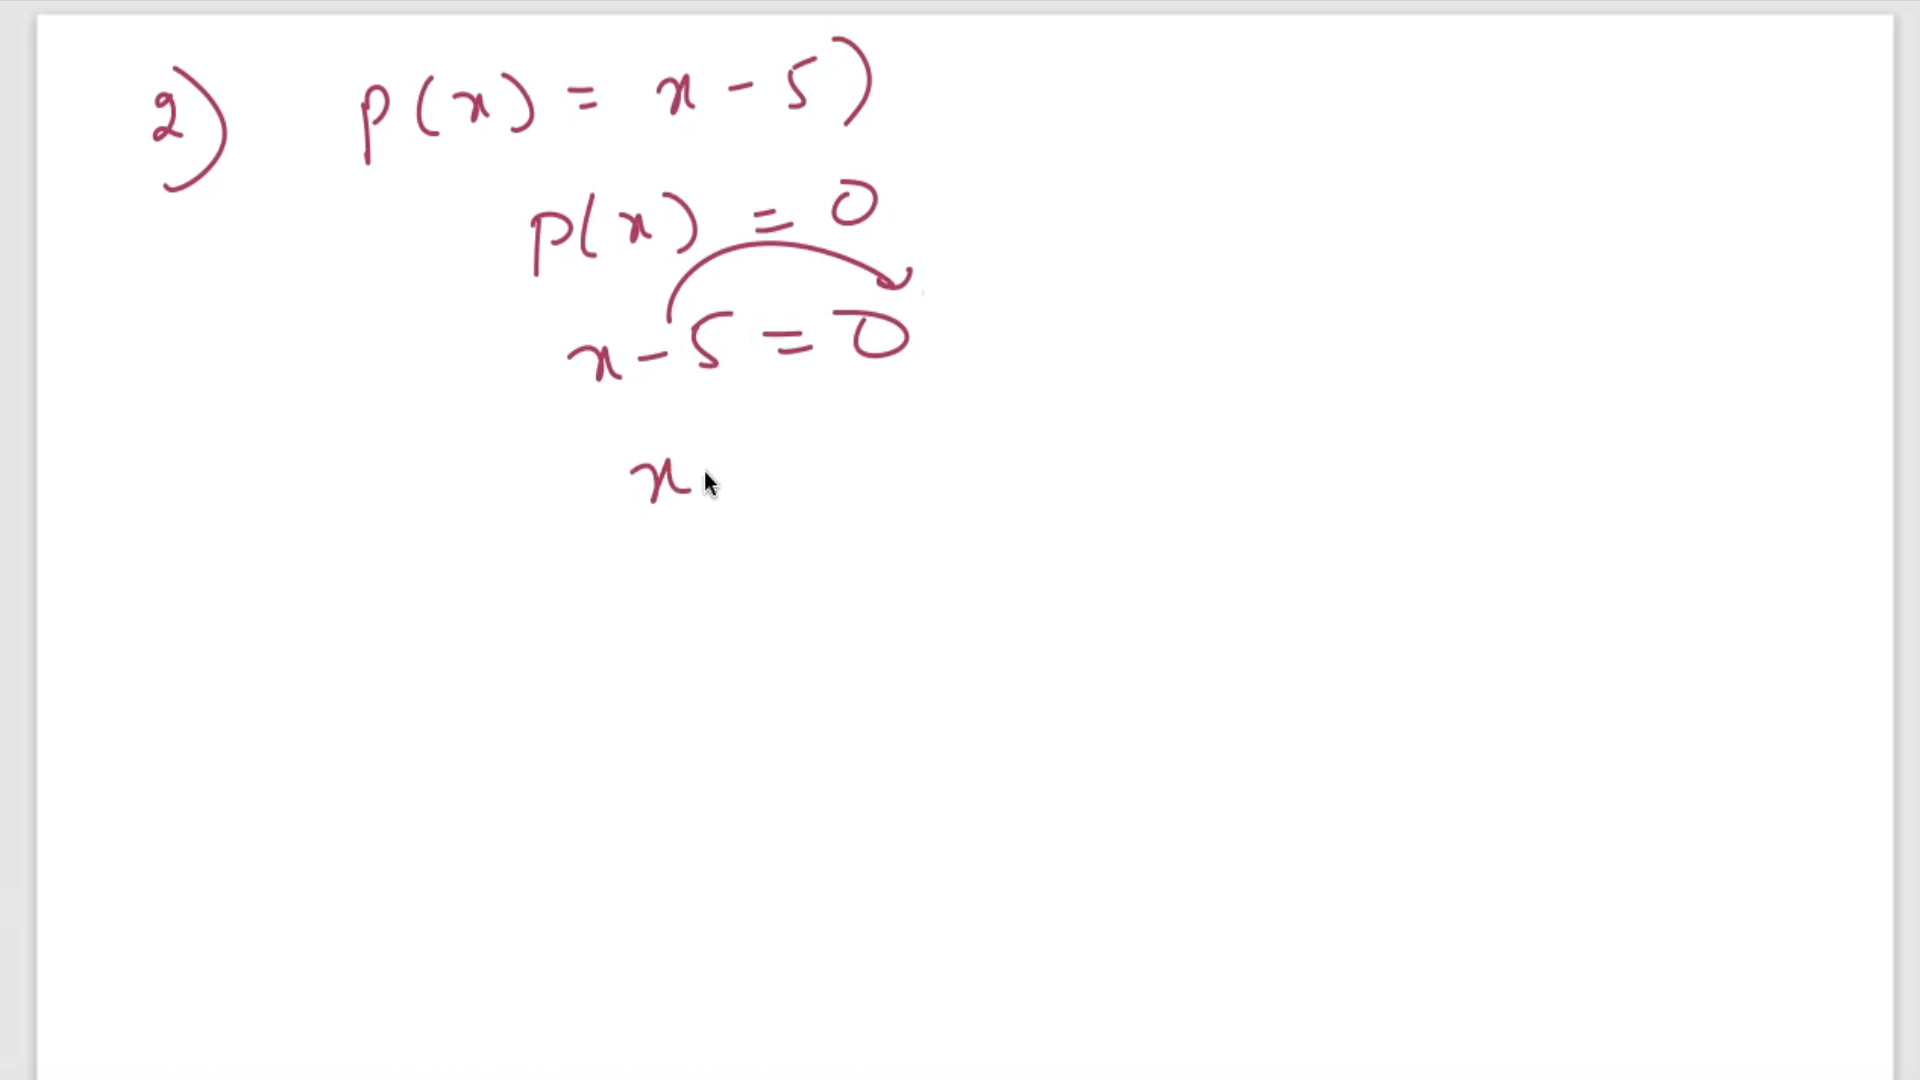 2) p(x) = x - 5)
p(x) = 0
x - 5 = 0
x